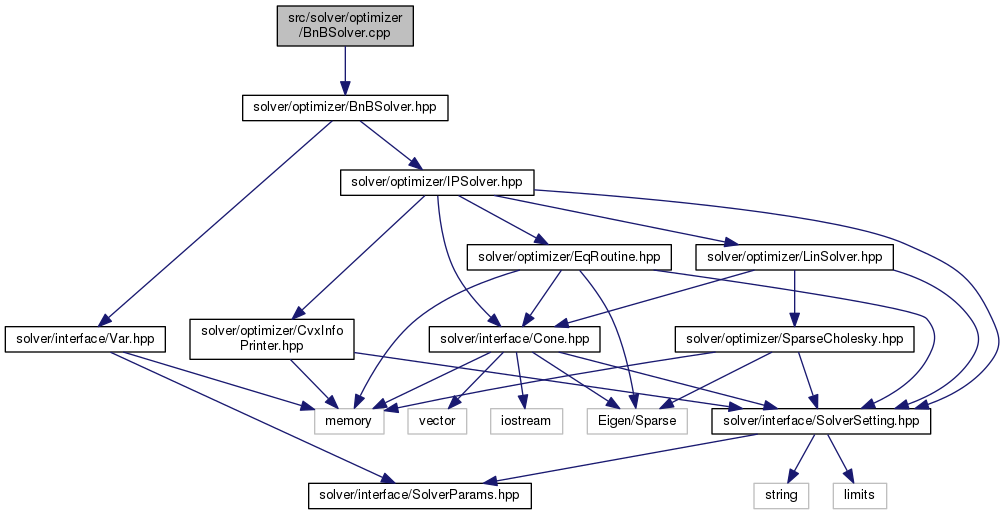 src/solver/optimizer
/BnBSolver.cpp
solver/optimizer/BnBSolver.hpp
solver/optimizer/IPSolver.hpp
solver/optimizer/EqRoutine.hpp
solver/optimizer/LinSolver.hpp
solver/interface/Var.hpp
solver/optimizer/CvxInfo
Printer.hpp
solver/interface/Cone.hpp
solver/optimizer/SparseCholesky.hpp
memory
vector
iostream
Eigen/Sparse
solver/interface/SolverSetting.hpp
solver/interface/SolverParams.hpp
string
limits